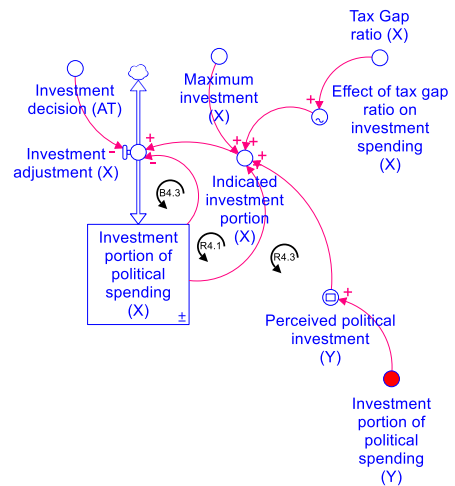 Tax Gap
ratio (X)
Investment
decision (AT)
Maximum
investment
(X)
Effect of tax gap
ratio on
investment
spending
(X)
+
+
+
+
Investment
adjustment (X)
-
-
Indicated
investment
portion
(X)
B4.3
R4.1
R4.3
Investment
portion of
political
spending
(X)
±
+
+
Perceived political
investment
(Y)
Investment
portion of
political
spending
(Y)